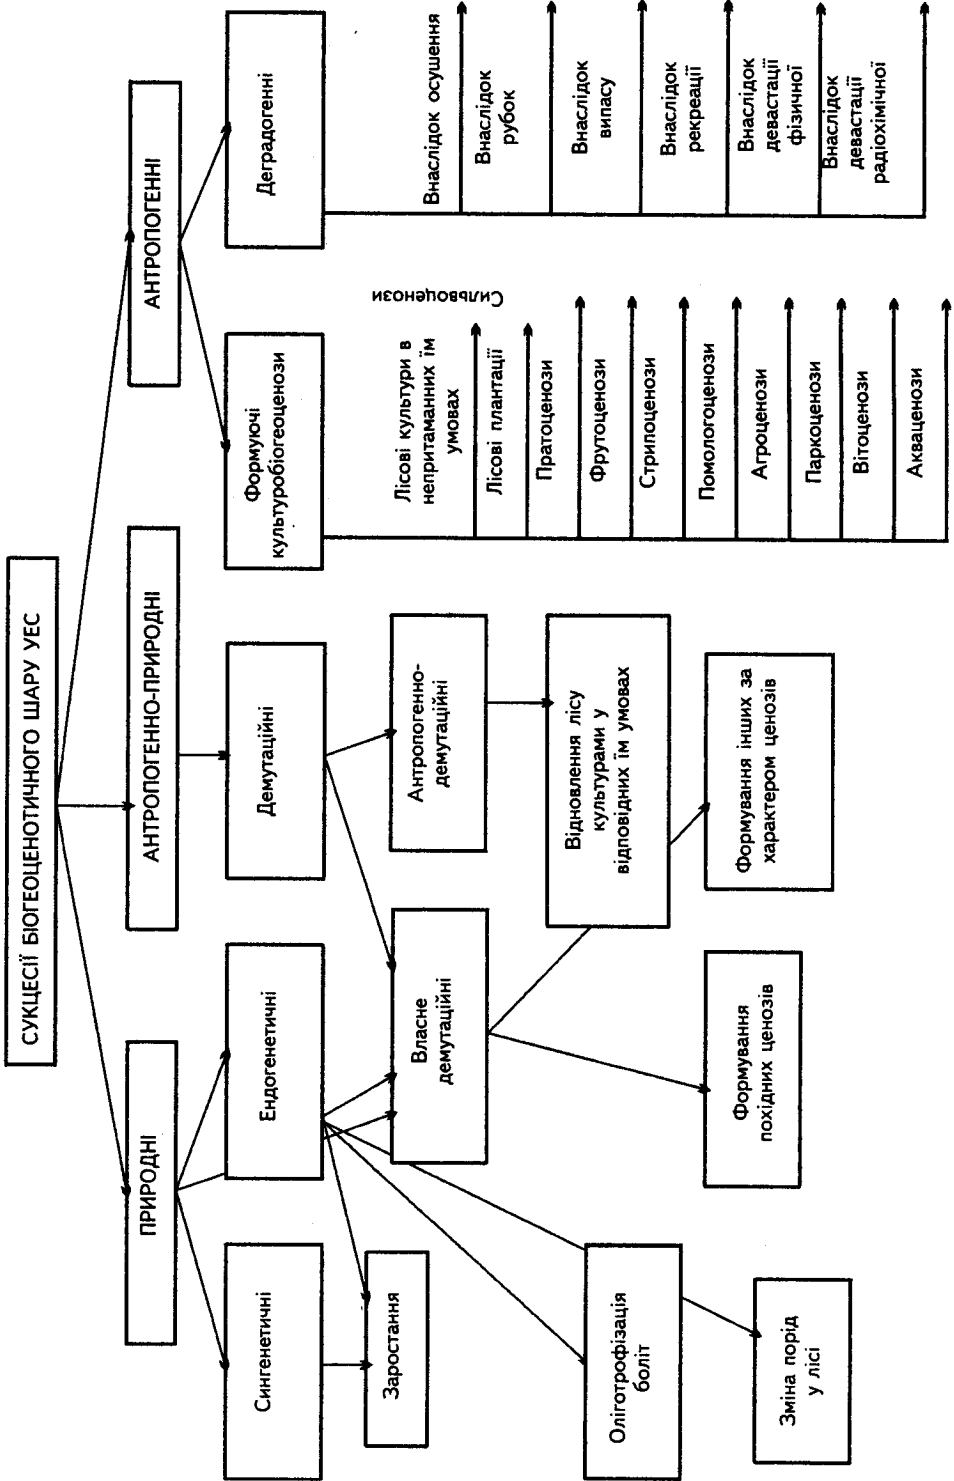 СУКЦЕСІЇ БІОГЕОЦЕНОТИЧНОГО ШАРУ УЕС
ПРИРОДНІ
АНТРОПОГЕННО-ПРИРОДНІ
АНТРОПОГЕННІ
Сингенетичні
Ендогенетичні
Демутаційні
Формуючі
культуробіогеоценози
Деградогенні
Заростання
Власне
демутаційні
Антропогенно-
демутаційні
Оліготрофізація
боліт
Відновлення лісу
культурами у
відповідних їм умовах
Зміна порід
у лісі
Формування
похідних ценозів
Формування інших за
характером ценозів
Лісові культури в
непритаманних їм
умовах
Лісові плантації
Сильвоценози
Пратоценози
Фрутоценози
Стрипоценози
Помологоценози
Агроценози
Паркоценози
Вітоценози
Акваценози
Внаслідок осушення
Внаслідок
рубок
Внаслідок
випасу
Внаслідок
рекреації
Внаслідок
девастації
фізичної
Внаслідок
девастації
радіохімічної